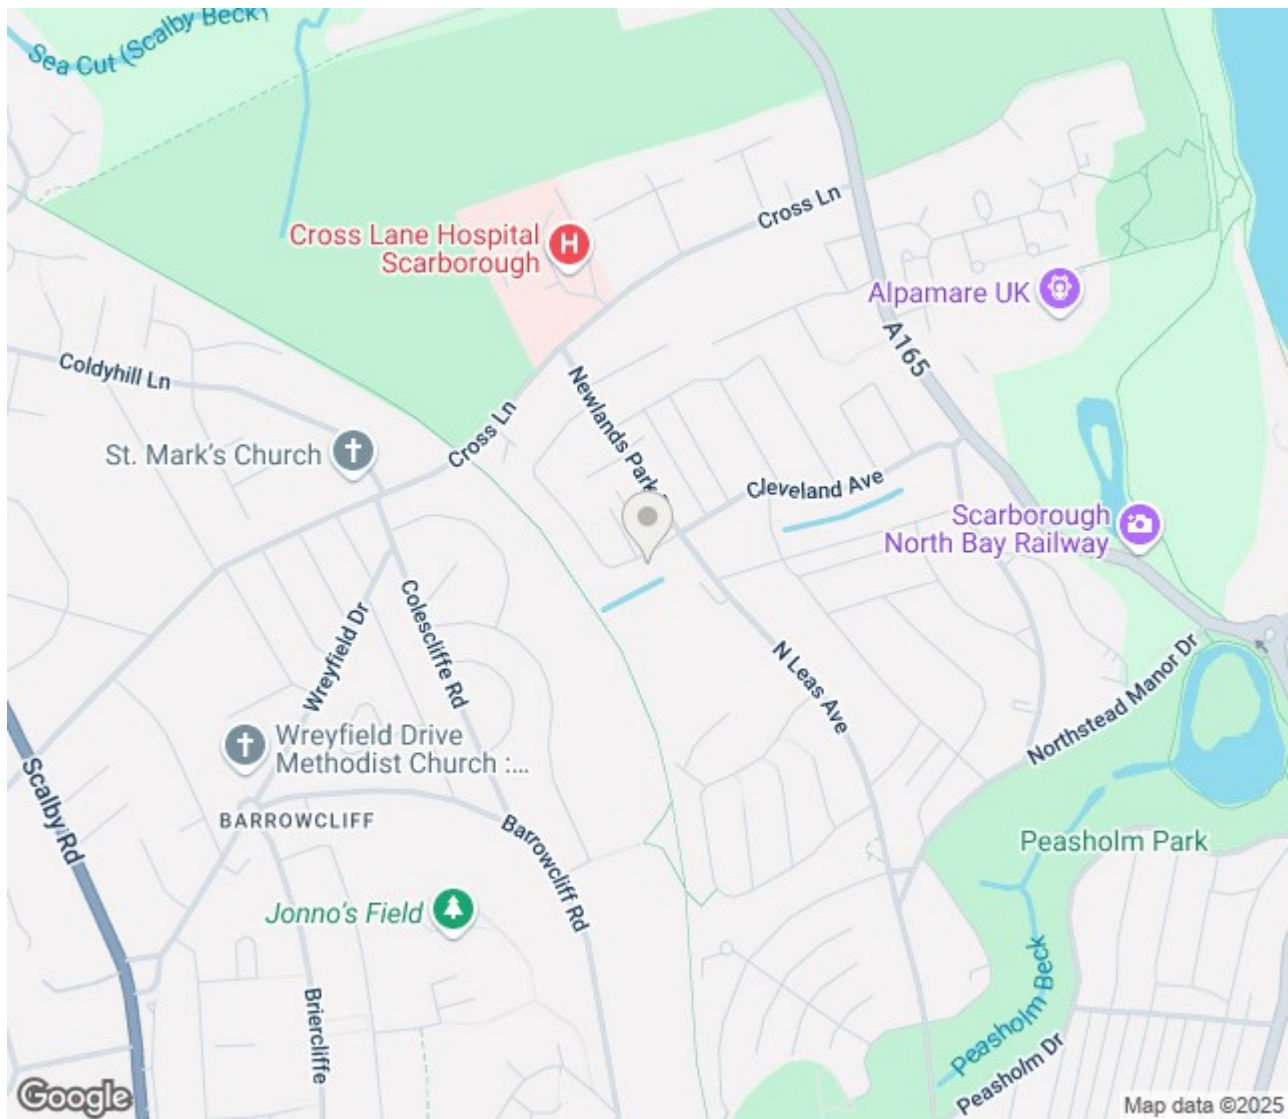 Sea Cut (Scalby Beck)
Cross Ln
Cross Lane Hospital
Scarborough
H
Alpamare UK
A165
Coldyhill Ln
Newlands Park
Cross Ln
St. Mark's Church
Cleveland Ave
Scarborough
North Bay Railway
Colescliffe Rd
Wreyfield Dr
N Leas Ave
Northstead Manor Dr
Wreyfield Drive
Methodist Church :...
Scalby Rd
BARROWCLIFF
Barrowcliff Rd
Peasholm Park
Jonno's Field
Peasholm Beck
Briercliffe
Peasholm Dr
Google
Map data ©2025